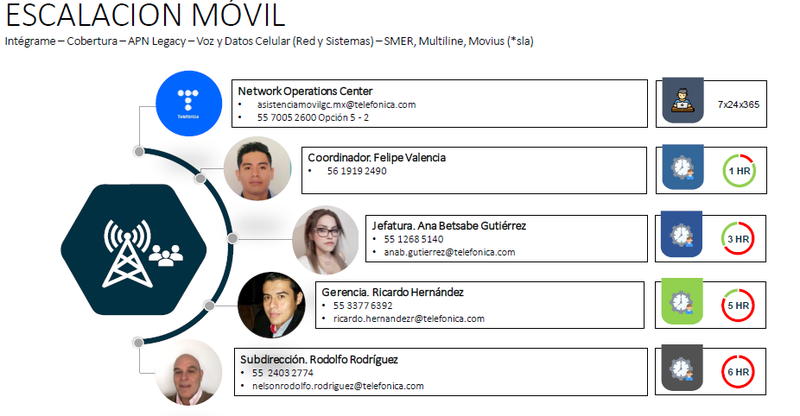 ESCALACION MÓVIL
Intégrame – Cobertura – APN Legacy – Voz y Datos Celular (Red y Sistemas) – SMER, Multiline, Movius (*sla)
Telefónica
Network Operations Center
• asistenciamovilgc.mx@telefonica.com
• 55 7005 2600 Opción 5 - 2
7x24x365
Coordinador. Felipe Valencia
• 56 1919 2490
1 HR
Jefatura. Ana Betsabe Gutiérrez
• 55 1268 5140
• anab.gutierrez@telefonica.com
3 HR
Gerencia. Ricardo Hernández
• 55 3377 6392
• ricardo.hernandezr@telefonica.com
5 HR
Subdirección. Rodolfo Rodríguez
• 55 2403 2774
• nelsonrodolfo.rodriguez@telefonica.com
6 HR